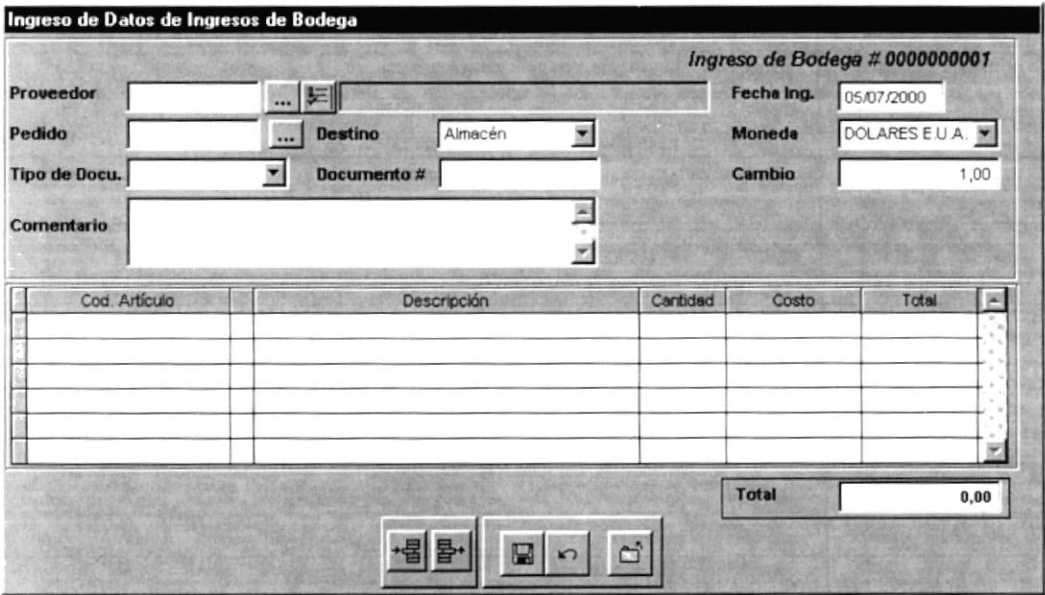 Ingreso de Datos de Ingresos de Bodega
Ingreso de Bodega # 0000000001
Proveedor ... Fecha Ing. 05/07/2000
Pedido ... Destino Almacén Moneda DOLARES E.U.A.
Tipo de Docu. Documento # Cambio 1,00
Comentario
Cod. Artículo Descripción Cantidad Costo Total
Total 0,00